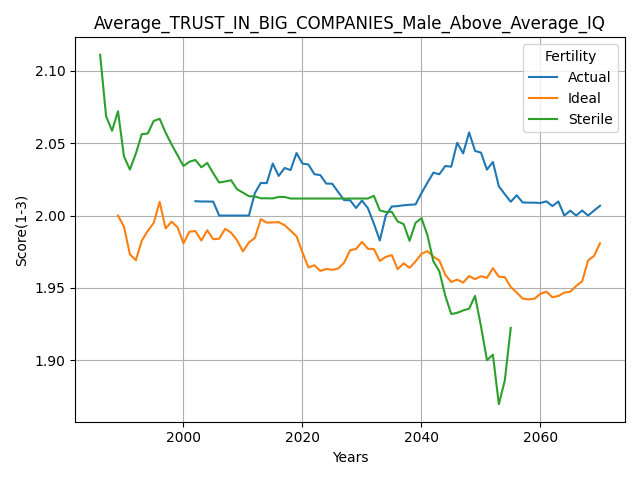 Average_TRUST_IN_BIG_COMPANIES_Male_Above_Average_IQ
Fertility
Actual
Ideal
Sterile
Score(1-3)
2.10
2.05
2.00
1.95
1.90
2000
2020
2040
2060
Years